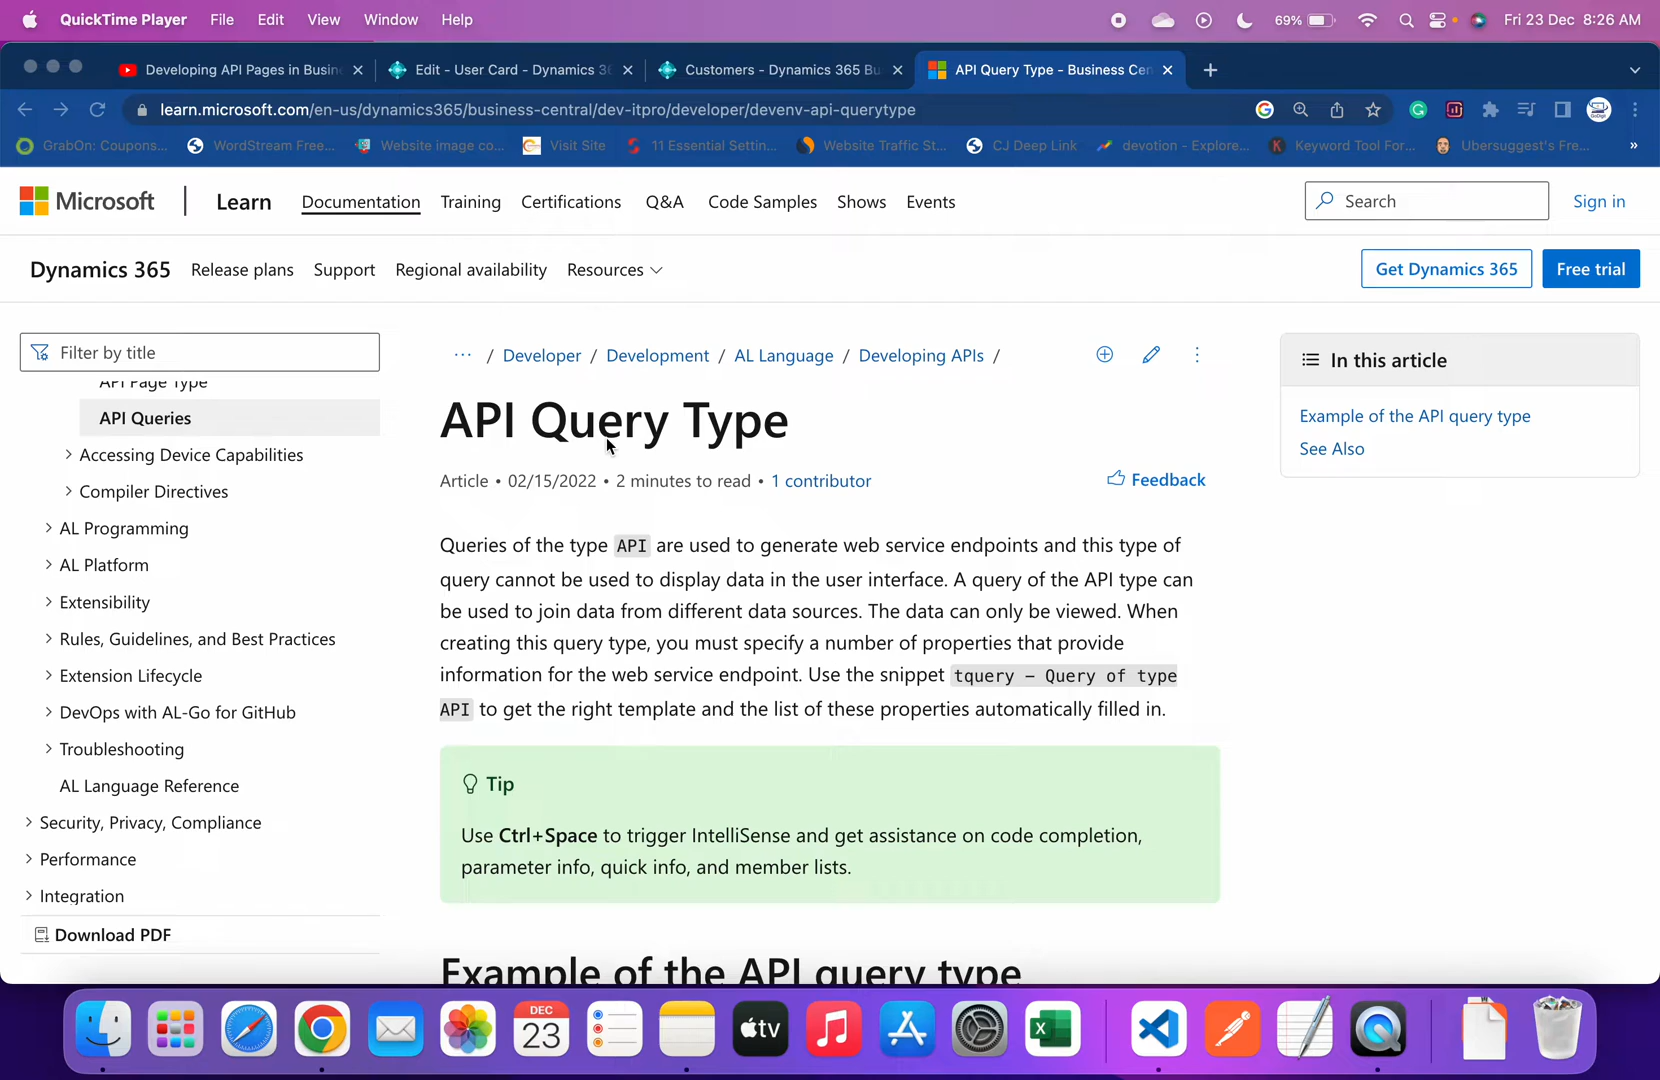 QuickTime Player File Edit View Window Help 69% Fri 23 Dec 8:26 AM
Developing API Pages in Busin Edit - User Card - Dynamics 36 Customers - Dynamics 365 Bu API Query Type - Business Cen
learn.microsoft.com/en-us/dynamics365/business-central/dev-itpro/developer/devenv-api-querytype
GrabOn: Coupons... WordStream Free... Website image co... Visit Site 11 Essential Settin... Website Traffic St... CJ Deep Link devotion - Explore... Keyword Tool For... Ubersuggest's Fre... »
Microsoft Learn Documentation Training Certifications Q&A Code Samples Shows Events Search Sign in
Dynamics 365 Release plans Support Regional availability Resources Get Dynamics 365 Free trial
Filter by title
API Page Type
API Queries
Accessing Device Capabilities
Compiler Directives
AL Programming
AL Platform
Extensibility
Rules, Guidelines, and Best Practices
Extension Lifecycle
DevOps with AL-Go for GitHub
Troubleshooting
AL Language Reference
Security, Privacy, Compliance
Performance
Integration
Download PDF
··· / Developer / Development / AL Language / Developing APIs /
API Query Type
Article • 02/15/2022 • 2 minutes to read • 1 contributor Feedback
Queries of the type API are used to generate web service endpoints and this type of
query cannot be used to display data in the user interface. A query of the API type can
be used to join data from different data sources. The data can only be viewed. When
creating this query type, you must specify a number of properties that provide
information for the web service endpoint. Use the snippet tquery – Query of type
API to get the right template and the list of these properties automatically filled in.
Tip
Use Ctrl+Space to trigger IntelliSense and get assistance on code completion,
parameter info, quick info, and member lists.
Example of the API query type
In this article
Example of the API query type
See Also
DEC
23
tv
X